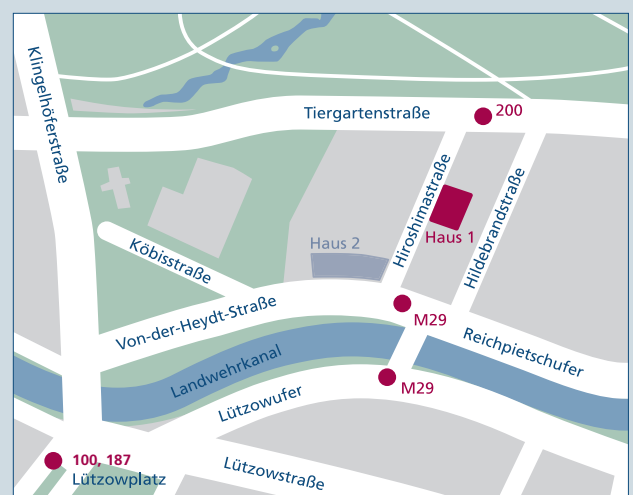 Klingelhöferstraße
Tiergartenstraße
200
Hiroshimastraße
Hildebrandstraße
Haus 1
Haus 2
Köbisstraße
Von-der-Heydt-Straße
M29
Reichpietschufer
Landwehrkanal
Lützowufer
M29
100, 187
Lützowplatz
Lützowstraße